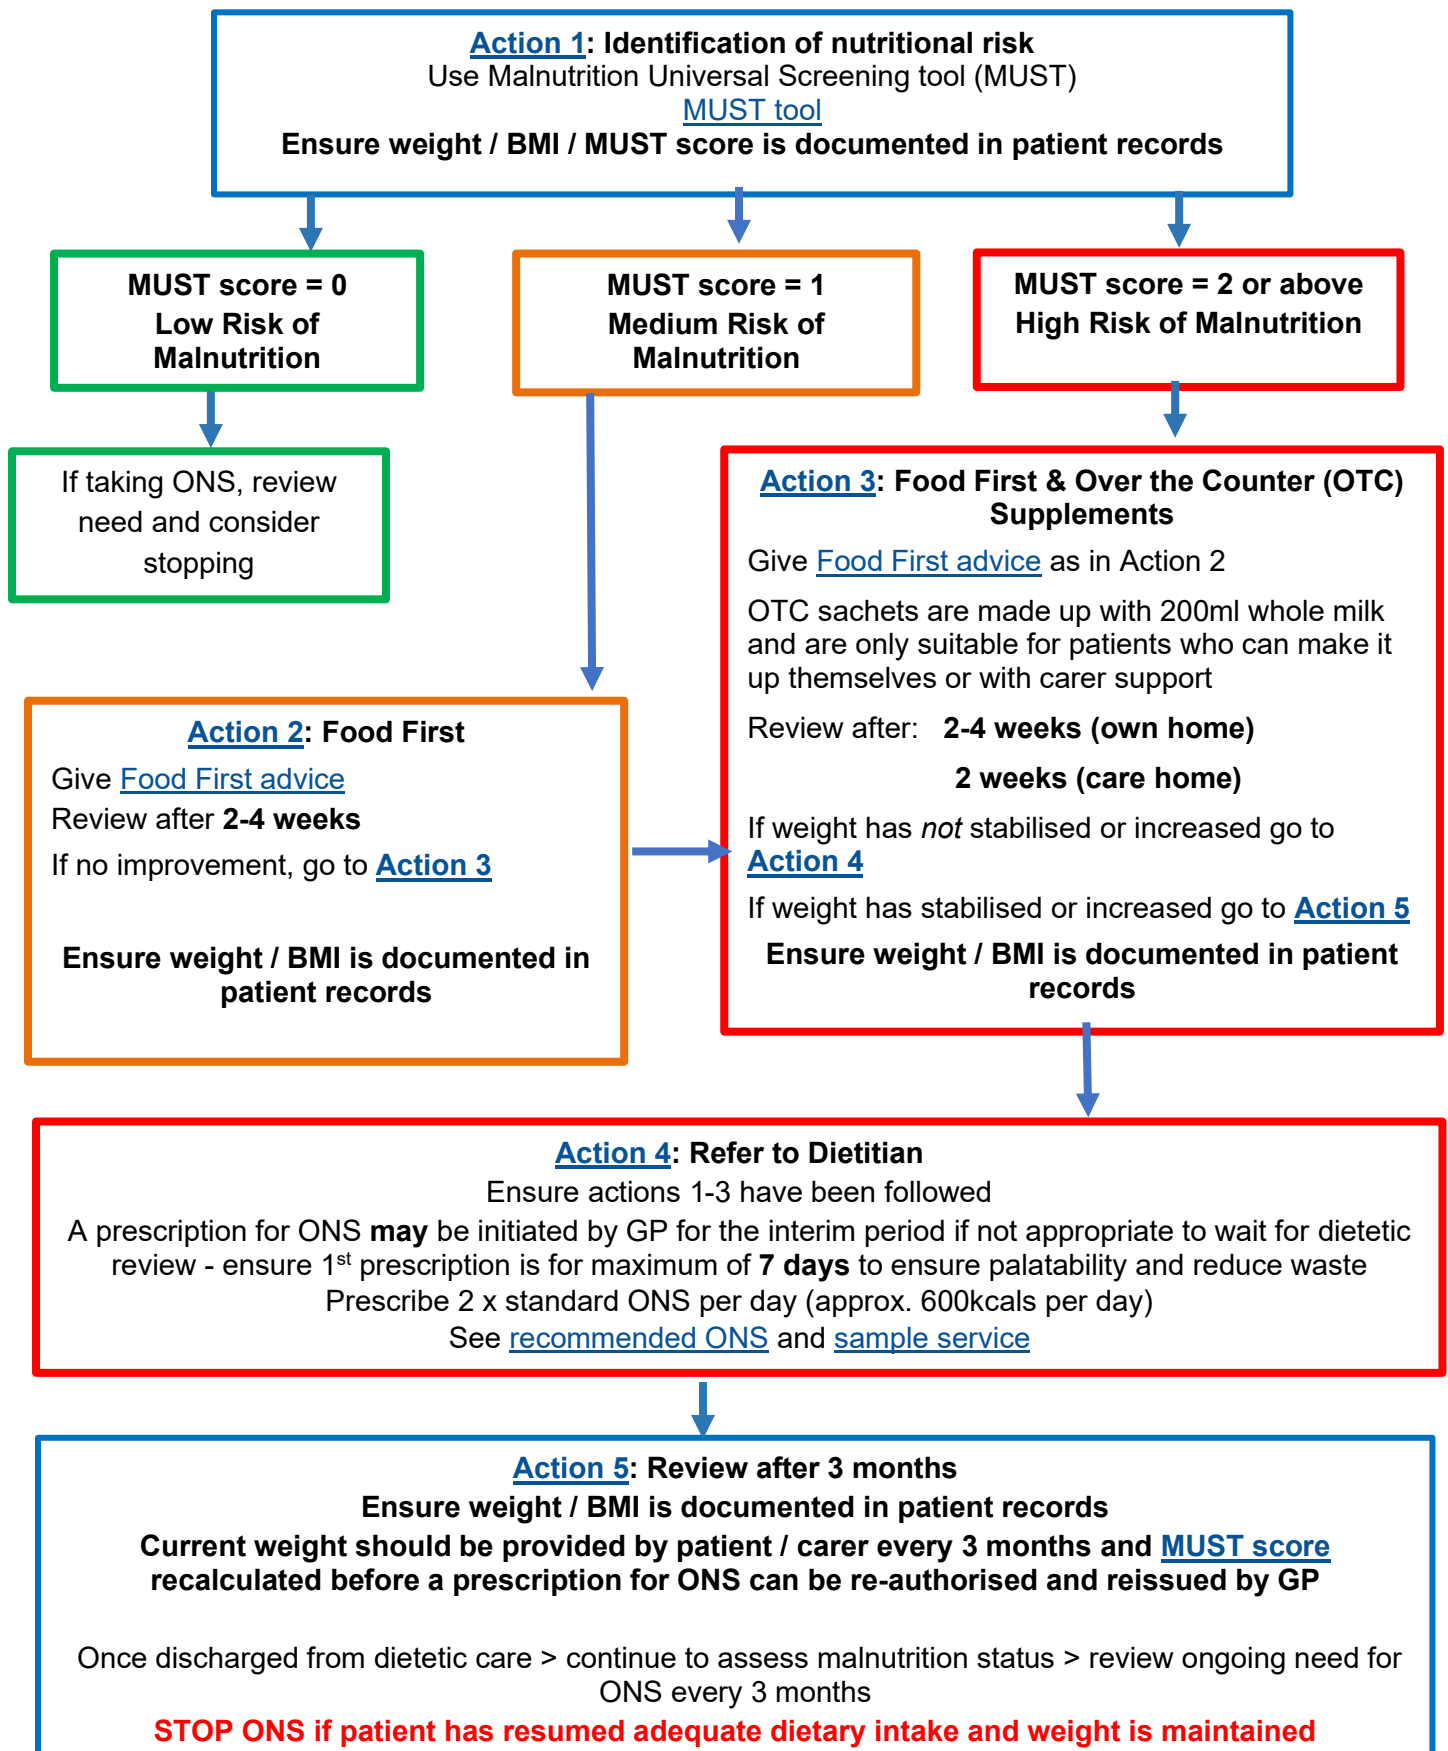 Action 1: Identification of nutritional risk
Use Malnutrition Universal Screening tool (MUST)
MUST tool
Ensure weight / BMI / MUST score is documented in patient records
MUST score = 0
Low Risk of
Malnutrition
MUST score = 1
Medium Risk of
Malnutrition
MUST score = 2 or above
High Risk of Malnutrition
If taking ONS, review
need and consider
stopping
Action 2: Food First
Give Food First advice
Review after 2-4 weeks
If no improvement, go to Action 3
Ensure weight / BMI is documented in
patient records
Action 3: Food First & Over the Counter (OTC)
Supplements
Give Food First advice as in Action 2
OTC sachets are made up with 200ml whole milk
and are only suitable for patients who can make it
up themselves or with carer support
Review after: 2-4 weeks (own home)
2 weeks (care home)
If weight has not stabilised or increased go to
Action 4
If weight has stabilised or increased go to Action 5
Ensure weight / BMI is documented in patient
records
Action 4: Refer to Dietitian
Ensure actions 1-3 have been followed
A prescription for ONS may be initiated by GP for the interim period if not appropriate to wait for dietetic
review - ensure 1st prescription is for maximum of 7 days to ensure palatability and reduce waste
Prescribe 2 x standard ONS per day (approx. 600kcals per day)
See recommended ONS and sample service
Action 5: Review after 3 months
Ensure weight / BMI is documented in patient records
Current weight should be provided by patient / carer every 3 months and MUST score
recalculated before a prescription for ONS can be re-authorised and reissued by GP
Once discharged from dietetic care > continue to assess malnutrition status > review ongoing need for
ONS every 3 months
STOP ONS if patient has resumed adequate dietary intake and weight is maintained